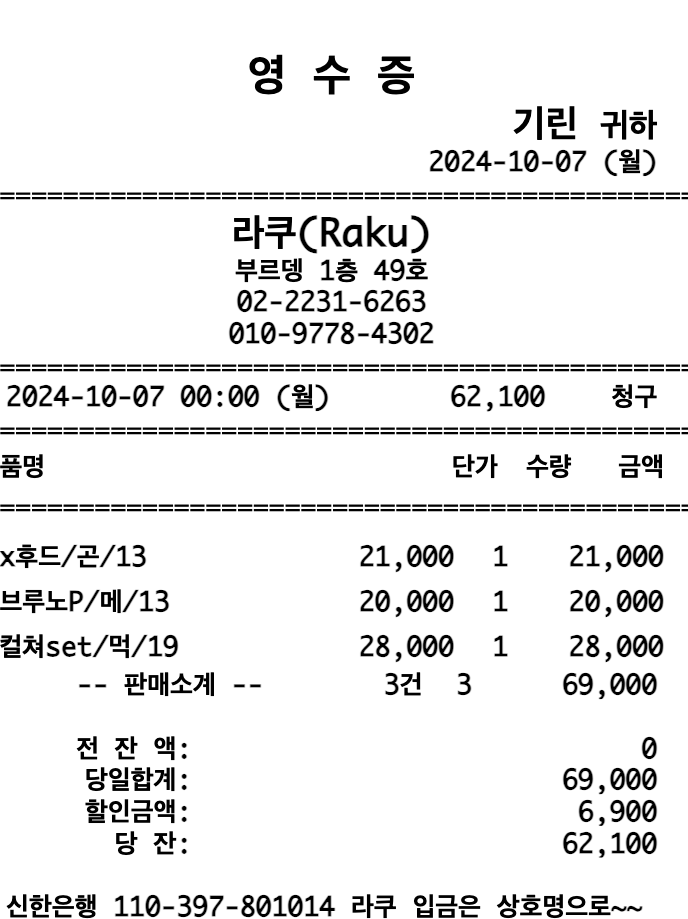 영 수 증
기린 귀하
2024-10-07 (월)
===========================================
라쿠(Raku)
부르뎅 1층 49호
02-2231-6263
010-9778-4302
===========================================
2024-10-07 00:00 (월) 62,100 청구
===========================================
품명 단가 수량 금액
===========================================
x후드/곤/13 21,000 1 21,000
브루노P/메/13 20,000 1 20,000
컬쳐set/먹/19 28,000 1 28,000
-- 판매소계 -- 3건 3 69,000
전 잔 액: 0
당일합계: 69,000
할인금액: 6,900
당 잔: 62,100
신한은행 110-397-801014 라쿠 입금은 상호명으로~~